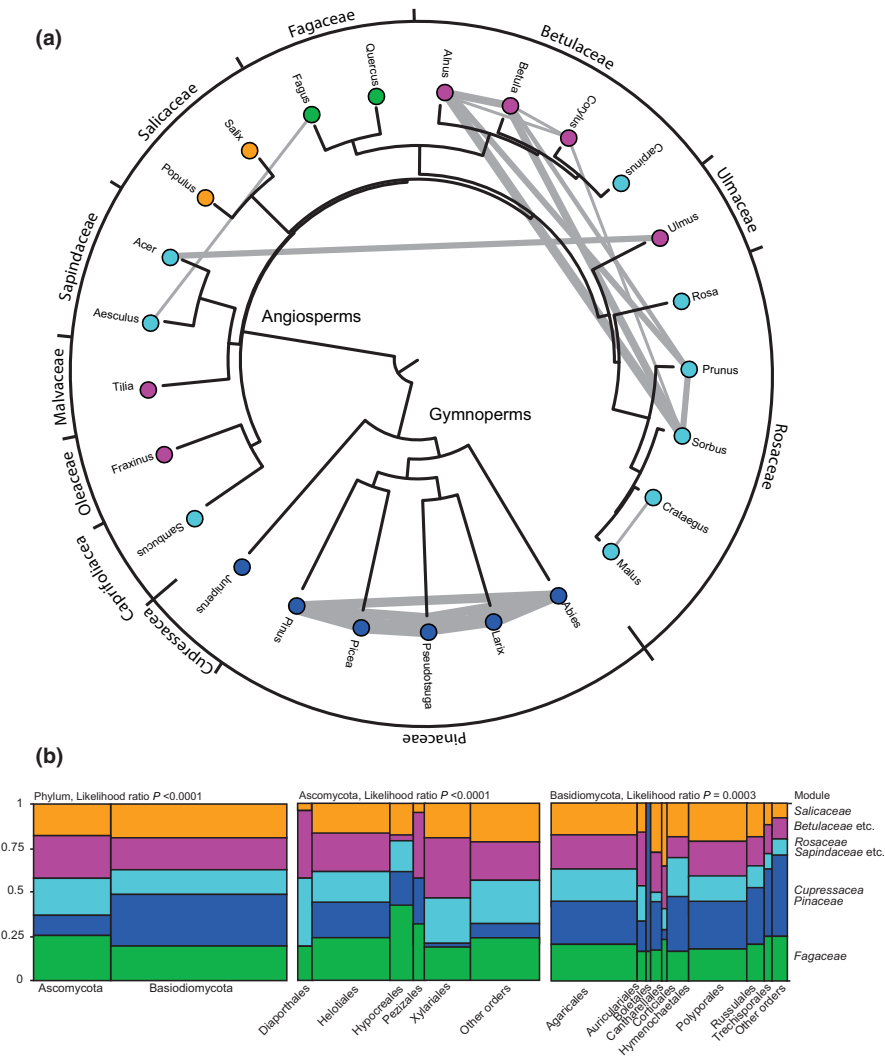 (a)
Fagaceae
Betulaceae
Salicaceae
Ulmaceae
Sapindaceae
Malvaceae
Rosaceae
Oleaceae
Caprifoliacea
Cupressacea
Pinaceae
Quercus
Alnus
Betula
Corylus
Carpinus
Fagus
Salix
Populus
Acer
Aesculus
Tilia
Fraxinus
Sambucus
Juniperus
Pinus
Picea
Pseudotsuga
Larix
Abies
Ulmus
Rosa
Prunus
Sorbus
Crataegus
Malus
Angiosperms
Gymnoperms
(b)
Phylum, Likelihood ratio P <0.0001
Ascomycota, Likelihood ratio P <0.0001
Basidiomycota, Likelihood ratio P = 0.0003
Module
1
0.75
0.5
0.25
0
Salicaceae
Betulaceae etc.
Rosaceae
Sapindaceae etc.
Cupressacea
Pinaceae
Fagaceae
Ascomycota
Basiodiomycota
Diaporthales
Helotiales
Hypocreales
Pezizales
Xylariales
Other orders
Agaricales
Auriculariales
Boletales
Cantharellales
Corticiales
Hymenochaetales
Polyporales
Russulales
Trechisporales
Other orders